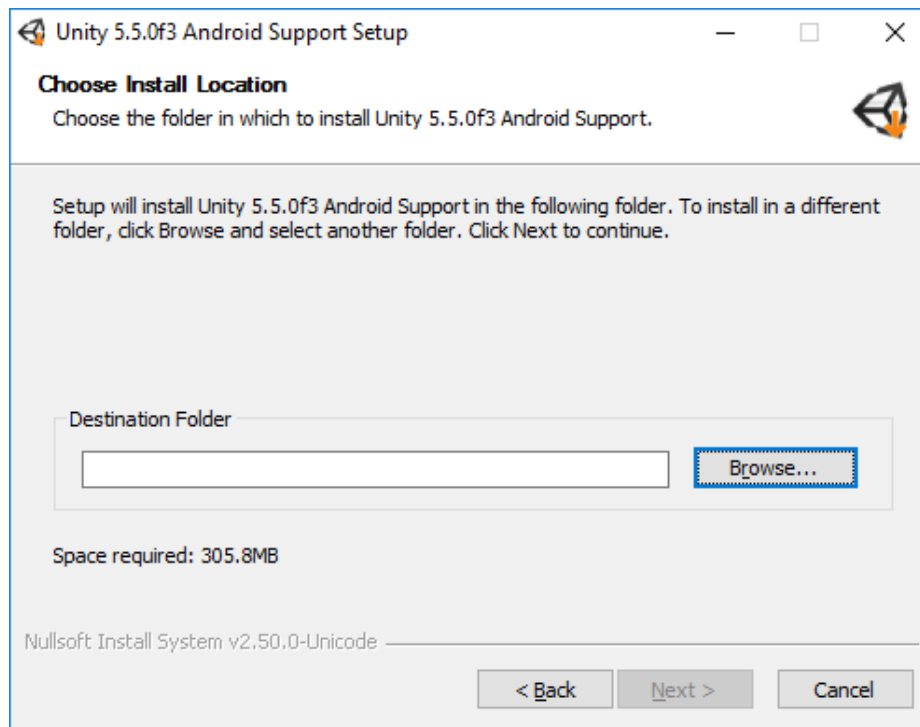 Unity 5.5.0f3 Android Support Setup
Choose Install Location
Choose the folder in which to install Unity 5.5.0f3 Android Support.
Setup will install Unity 5.5.0f3 Android Support in the following folder. To install in a different
folder, click Browse and select another folder. Click Next to continue.
Destination Folder
Browse...
Space required: 305.8MB
Nullsoft Install System v2.50.0-Unicode
< Back Next > Cancel